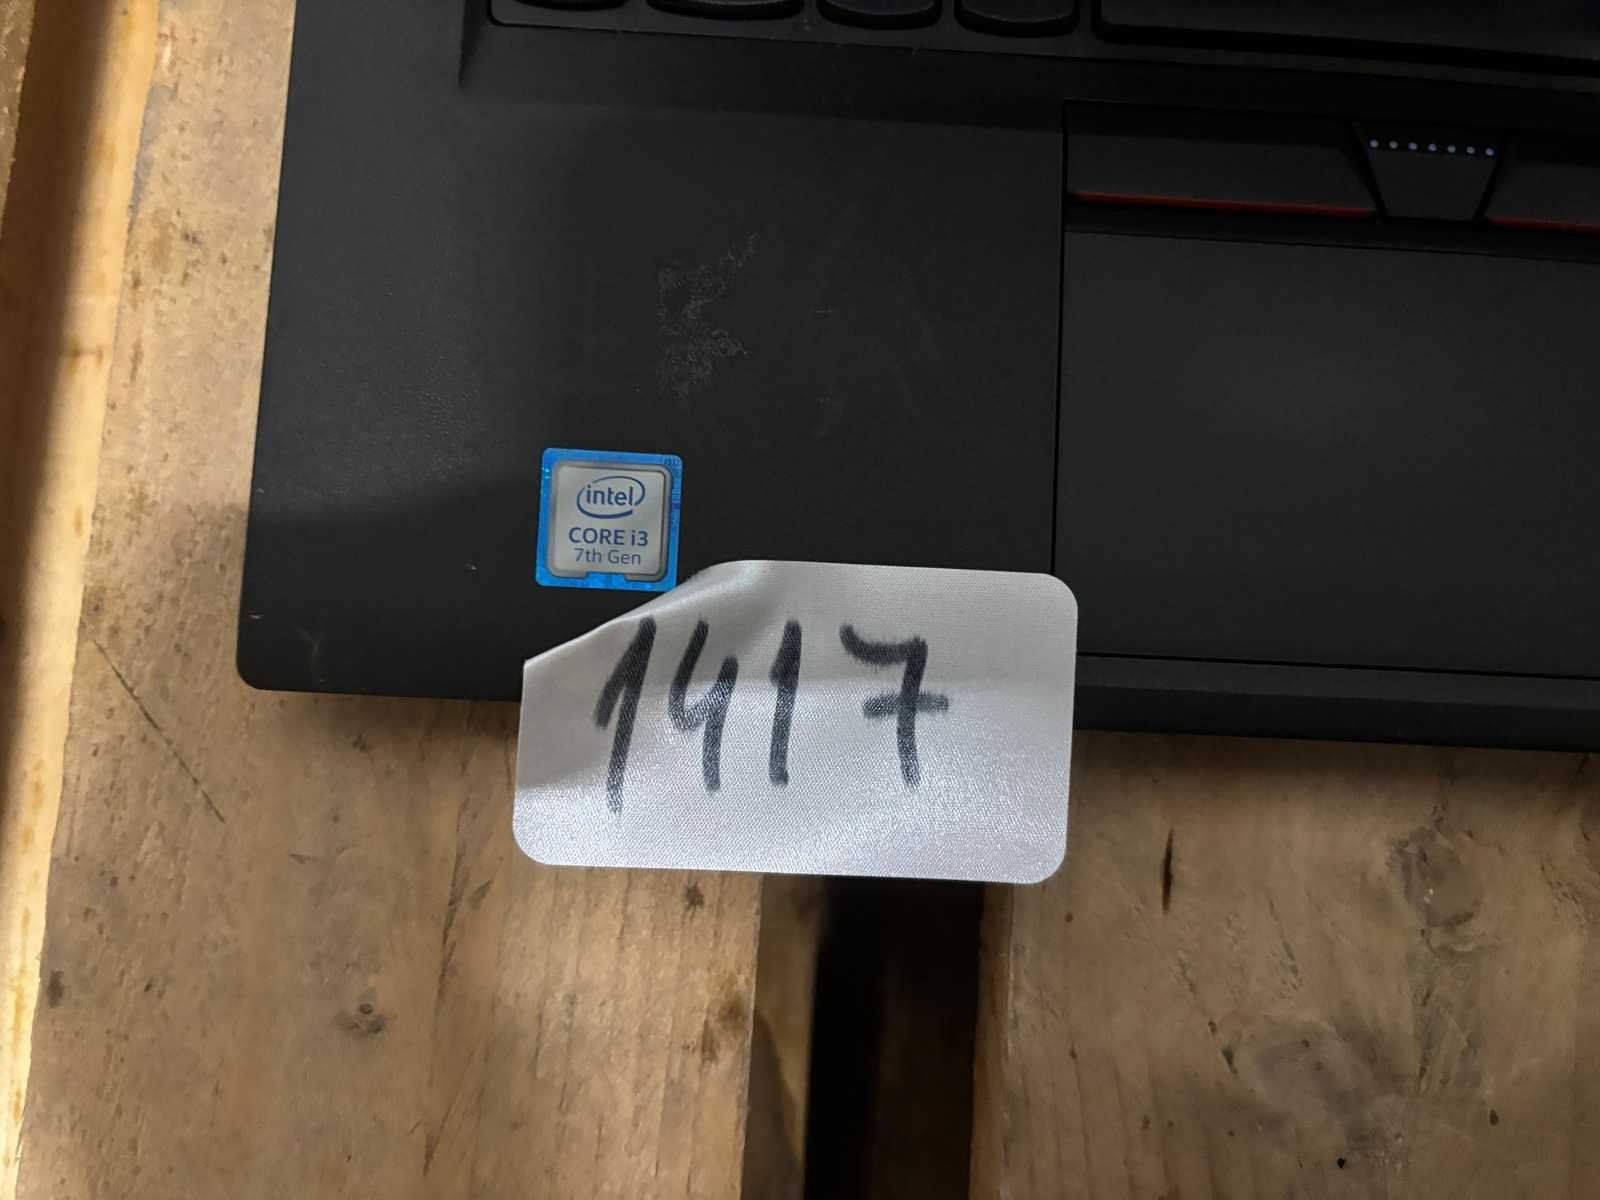 intel
CORE i3
7th Gen
1417